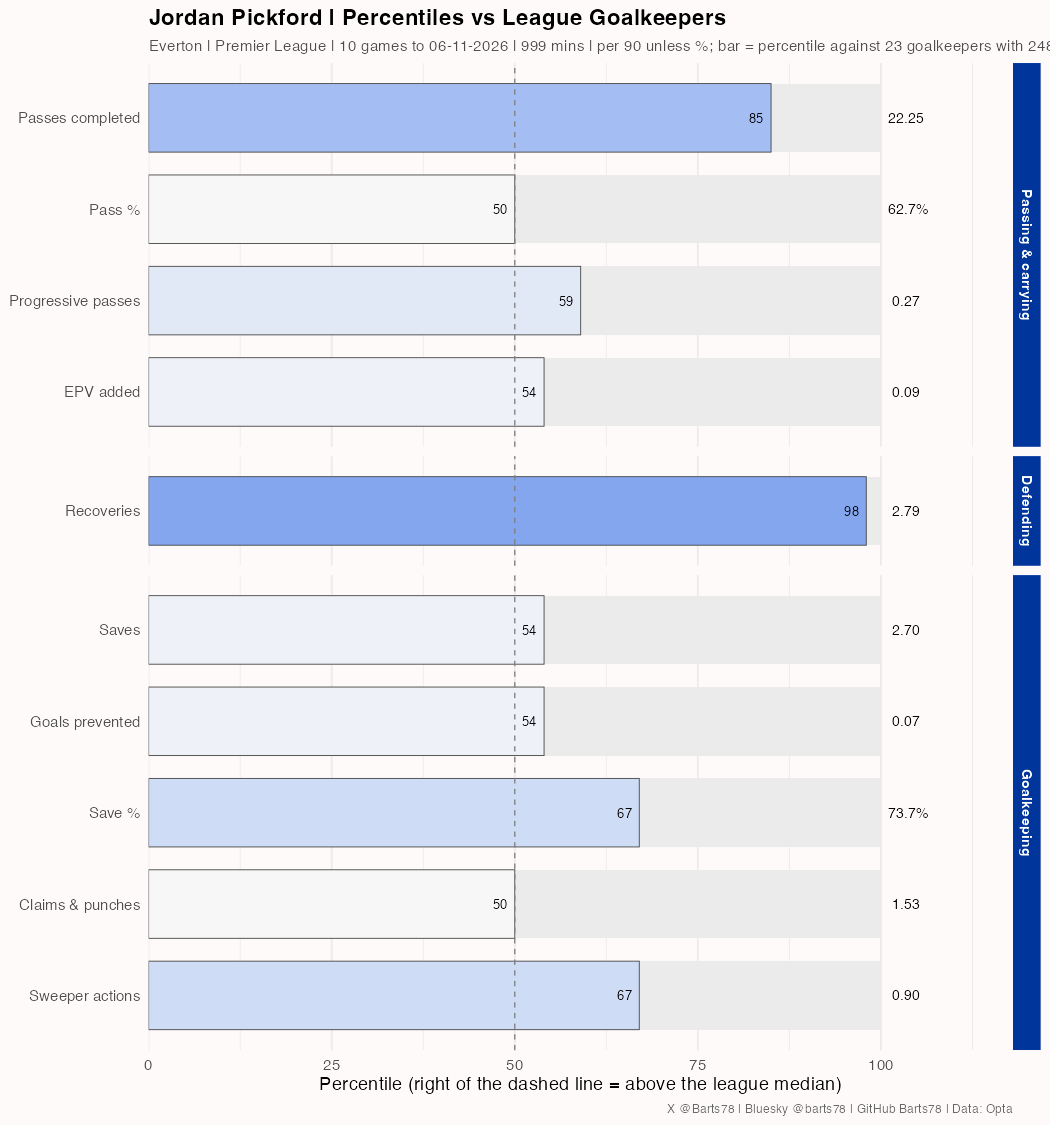 Jordan Pickford | Percentiles vs League Goalkeepers
Everton | Premier League | 10 games to 06-11-2026 | 999 mins | per 90 unless %; bar = percentile against 23 goalkeepers with 248
Passing & carrying
Passes completed 85 22.25
Pass % 50 62.7%
Progressive passes 59 0.27
EPV added 54 0.09
Defending
Recoveries 98 2.79
Goalkeeping
Saves 54 2.70
Goals prevented 54 0.07
Save % 67 73.7%
Claims & punches 50 1.53
Sweeper actions 67 0.90
0 25 50 75 100
Percentile (right of the dashed line = above the league median)
X @Barts78 | Bluesky @barts78 | GitHub Barts78 | Data: Opta